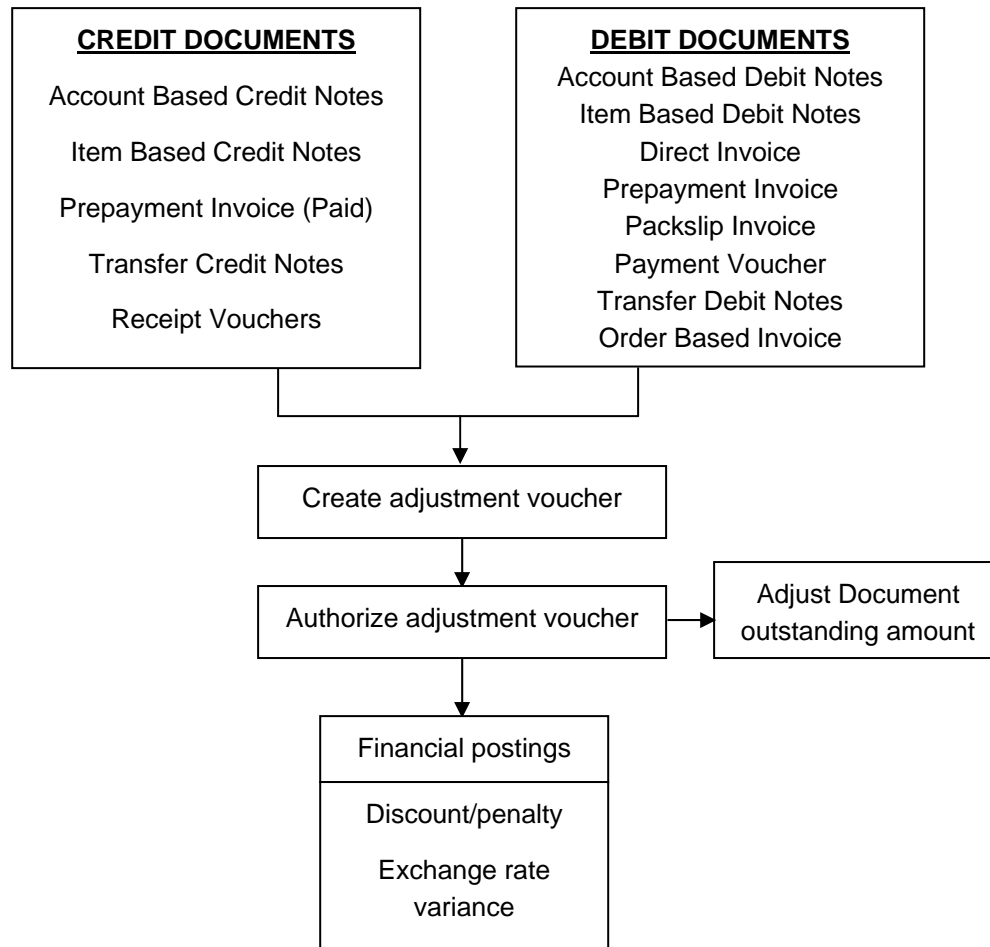 CREDIT DOCUMENTS
Account Based Credit Notes
Item Based Credit Notes
Prepayment Invoice (Paid)
Transfer Credit Notes
Receipt Vouchers
DEBIT DOCUMENTS
Account Based Debit Notes
Item Based Debit Notes
Direct Invoice
Prepayment Invoice
Packslip Invoice
Payment Voucher
Transfer Debit Notes
Order Based Invoice
Create adjustment voucher
Authorize adjustment voucher
Adjust Document
outstanding amount
Financial postings
Discount/penalty
Exchange rate
variance